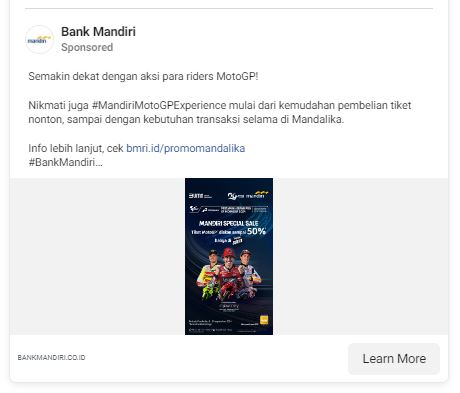 Bank Mandiri
Sponsored
mandiri
Semakin dekat dengan aksi para riders MotoGP!
Nikmati juga #MandiriMotoGPExperience mulai dari kemudahan pembelian tiket
nonton, sampai dengan kebutuhan transaksi selama di Mandalika.
Info lebih lanjut, cek bmri.id/promomandalika
#BankMandiri...
mandiri
MANDIRI SPECIAL SALE
Tiket MotoGP diskon sampai 50%
BANKMANDIRI.CO.ID
Learn More